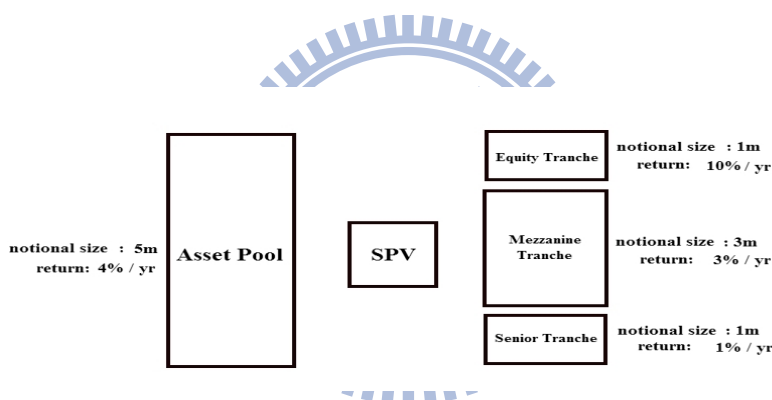 notional size : 5m
return: 4% / yr
Asset Pool
SPV
Equity Tranche
notional size : 1m
return: 10% / yr
Mezzanine
Tranche
notional size : 3m
return: 3% / yr
Senior Tranche
notional size : 1m
return: 1% / yr